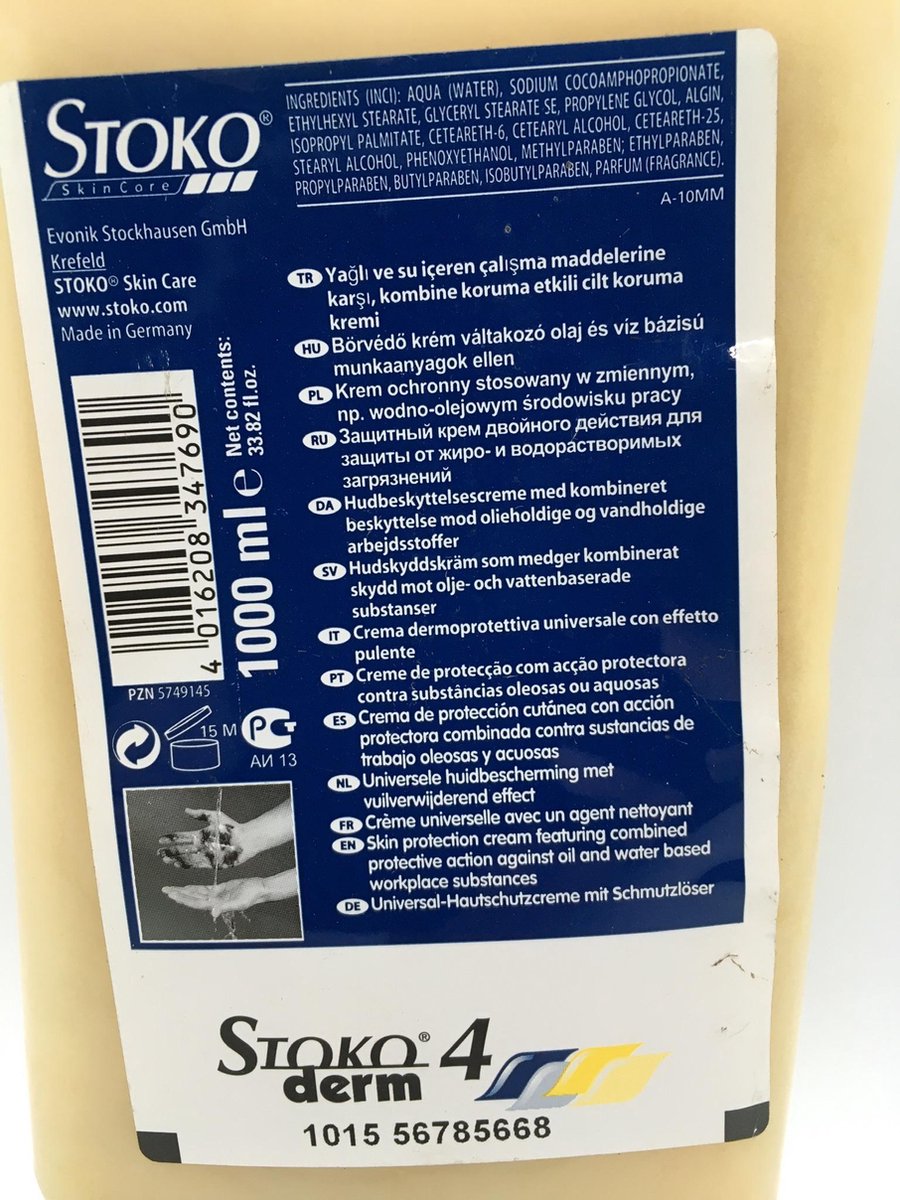 STOKO®
SkinCare
INGREDIENTS (INCI): AQUA (WATER), SODIUM COCOAMPHOPROPIONATE,
ETHYLHEXYL STEARATE, GLYCERYL STEARATE SE, PROPYLENE GLYCOL, ALGIN,
ISOPROPYL PALMITATE, CETEARETH-6, CETEARYL ALCOHOL, CETEARETH-25,
STEARYL ALCOHOL, PHENOXYETHANOL, METHYLPARABEN; ETHYLPARABEN,
PROPYLPARABEN, BUTYLPARABEN, ISOBUTYLPARABEN, PARFUM (FRAGRANCE).
A-10MM
Evonik Stockhausen GmbH
Krefeld
STOKO® Skin Care
www.stoko.com
Made in Germany
4 016208 347690
1000 ml e
Net contents:
33.82 fl.oz.
PZN 5749145
15 M
РСТ
АИ 13
TR Yağlı ve su içeren çalışma maddelerine
karşı, kombine koruma etkili cilt koruma
kremi
HU Börvédő krém váltakozó olaj és víz bázisú
munkaanyagok ellen
PL Krem ochronny stosowany w zmiennym,
np. wodno-olejowym środowisku pracy
RU Защитный крем двойного действия для
защиты от жиро- и водорастворимых
загрязнений
DA Hudbeskyttelsescreme med kombineret
beskyttelse mod olieholdige og vandholdige
arbejdsstoffer
SV Hudskyddskräm som medger kombinerat
skydd mot olje- och vattenbaserade
substanser
IT Crema dermoprotettiva universale con effetto
pulente
PT Creme de protecção com acção protectora
contra substâncias oleosas ou aquosas
ES Crema de protección cutánea con acción
protectora combinada contra sustancias de
trabajo oleosas y acuosas
NL Universele huidbescherming met
vuilverwijderend effect
FR Crème universelle avec un agent nettoyant
EN Skin protection cream featuring combined
protective action against oil and water based
workplace substances
DE Universal-Hautschutzcreme mit Schmutzlöser
STOKO® 4
derm
1015 56785668